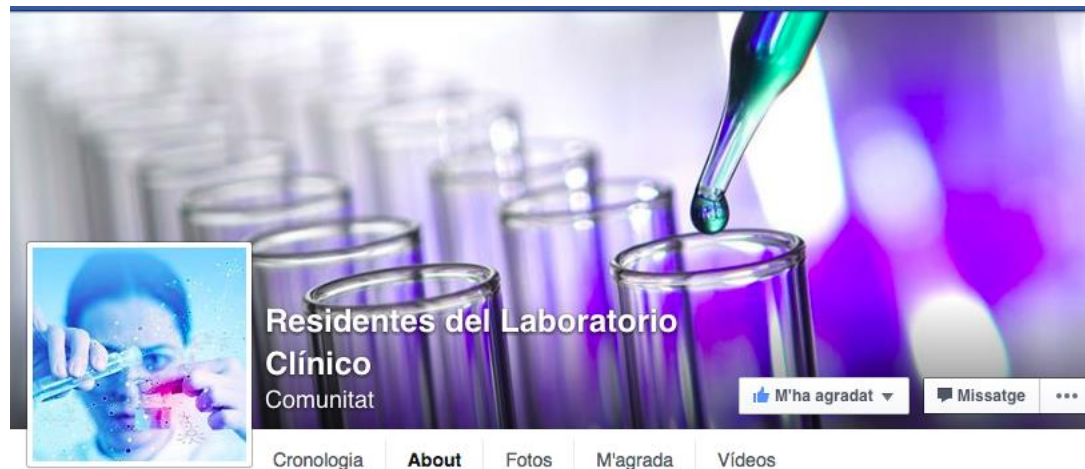 Residentes del Laboratorio
Clínico
Comunitat
M'ha agradat
Missatge
Cronologia About Fotos M'agrada Vídeos